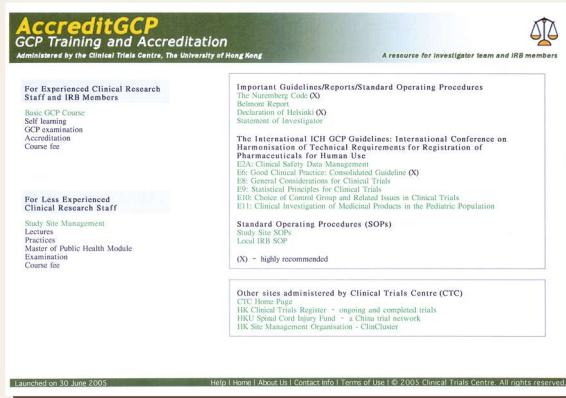 AccreditGCP
GCP Training and Accreditation
Administered by the Clinical Trials Centre, The University of Hong Kong
A resource for investigator team and IRB members
For Experienced Clinical Research
Staff and IRB Members
Basic GCP Course
Self learning
GCP examination
Accreditation
Course fee
For Less Experienced
Clinical Research Staff
Study Site Management
Lectures
Practices
Master of Public Health Module
Examination
Course fee
Important Guidelines/Reports/Standard Operating Procedures
The Nuremberg Code (X)
Belmont Report
Declaration of Helsinki (X)
Statement of Investigator
The International ICH GCP Guidelines: International Conference on
Harmonisation of Technical Requirements for Registration of
Pharmaceuticals for Human Use
E2A: Clinical Safety Data Management
E6: Good Clinical Practice: Consolidated Guideline (X)
E8: General Considerations for Clinical Trials
E9: Statistical Principles for Clinical Trials
E10: Choice of Control Group and Related Issues in Clinical Trials
E11: Clinical Investigation of Medicinal Products in the Pediatric Population
Standard Operating Procedures (SOPs)
Study Site SOPs
Local IRB SOP
(X) - highly recommended
Other sites administered by Clinical Trials Centre (CTC)
CTC Home Page
HK Clinical Trials Register - ongoing and completed trials
HKU Spinal Cord Injury Fund - a China trial network
HK Site Management Organisation - ClinCluster
Launched on 30 June 2005
Help | Home | About Us | Contact Info | Terms of Use | © 2005 Clinical Trials Centre. All rights reserved.